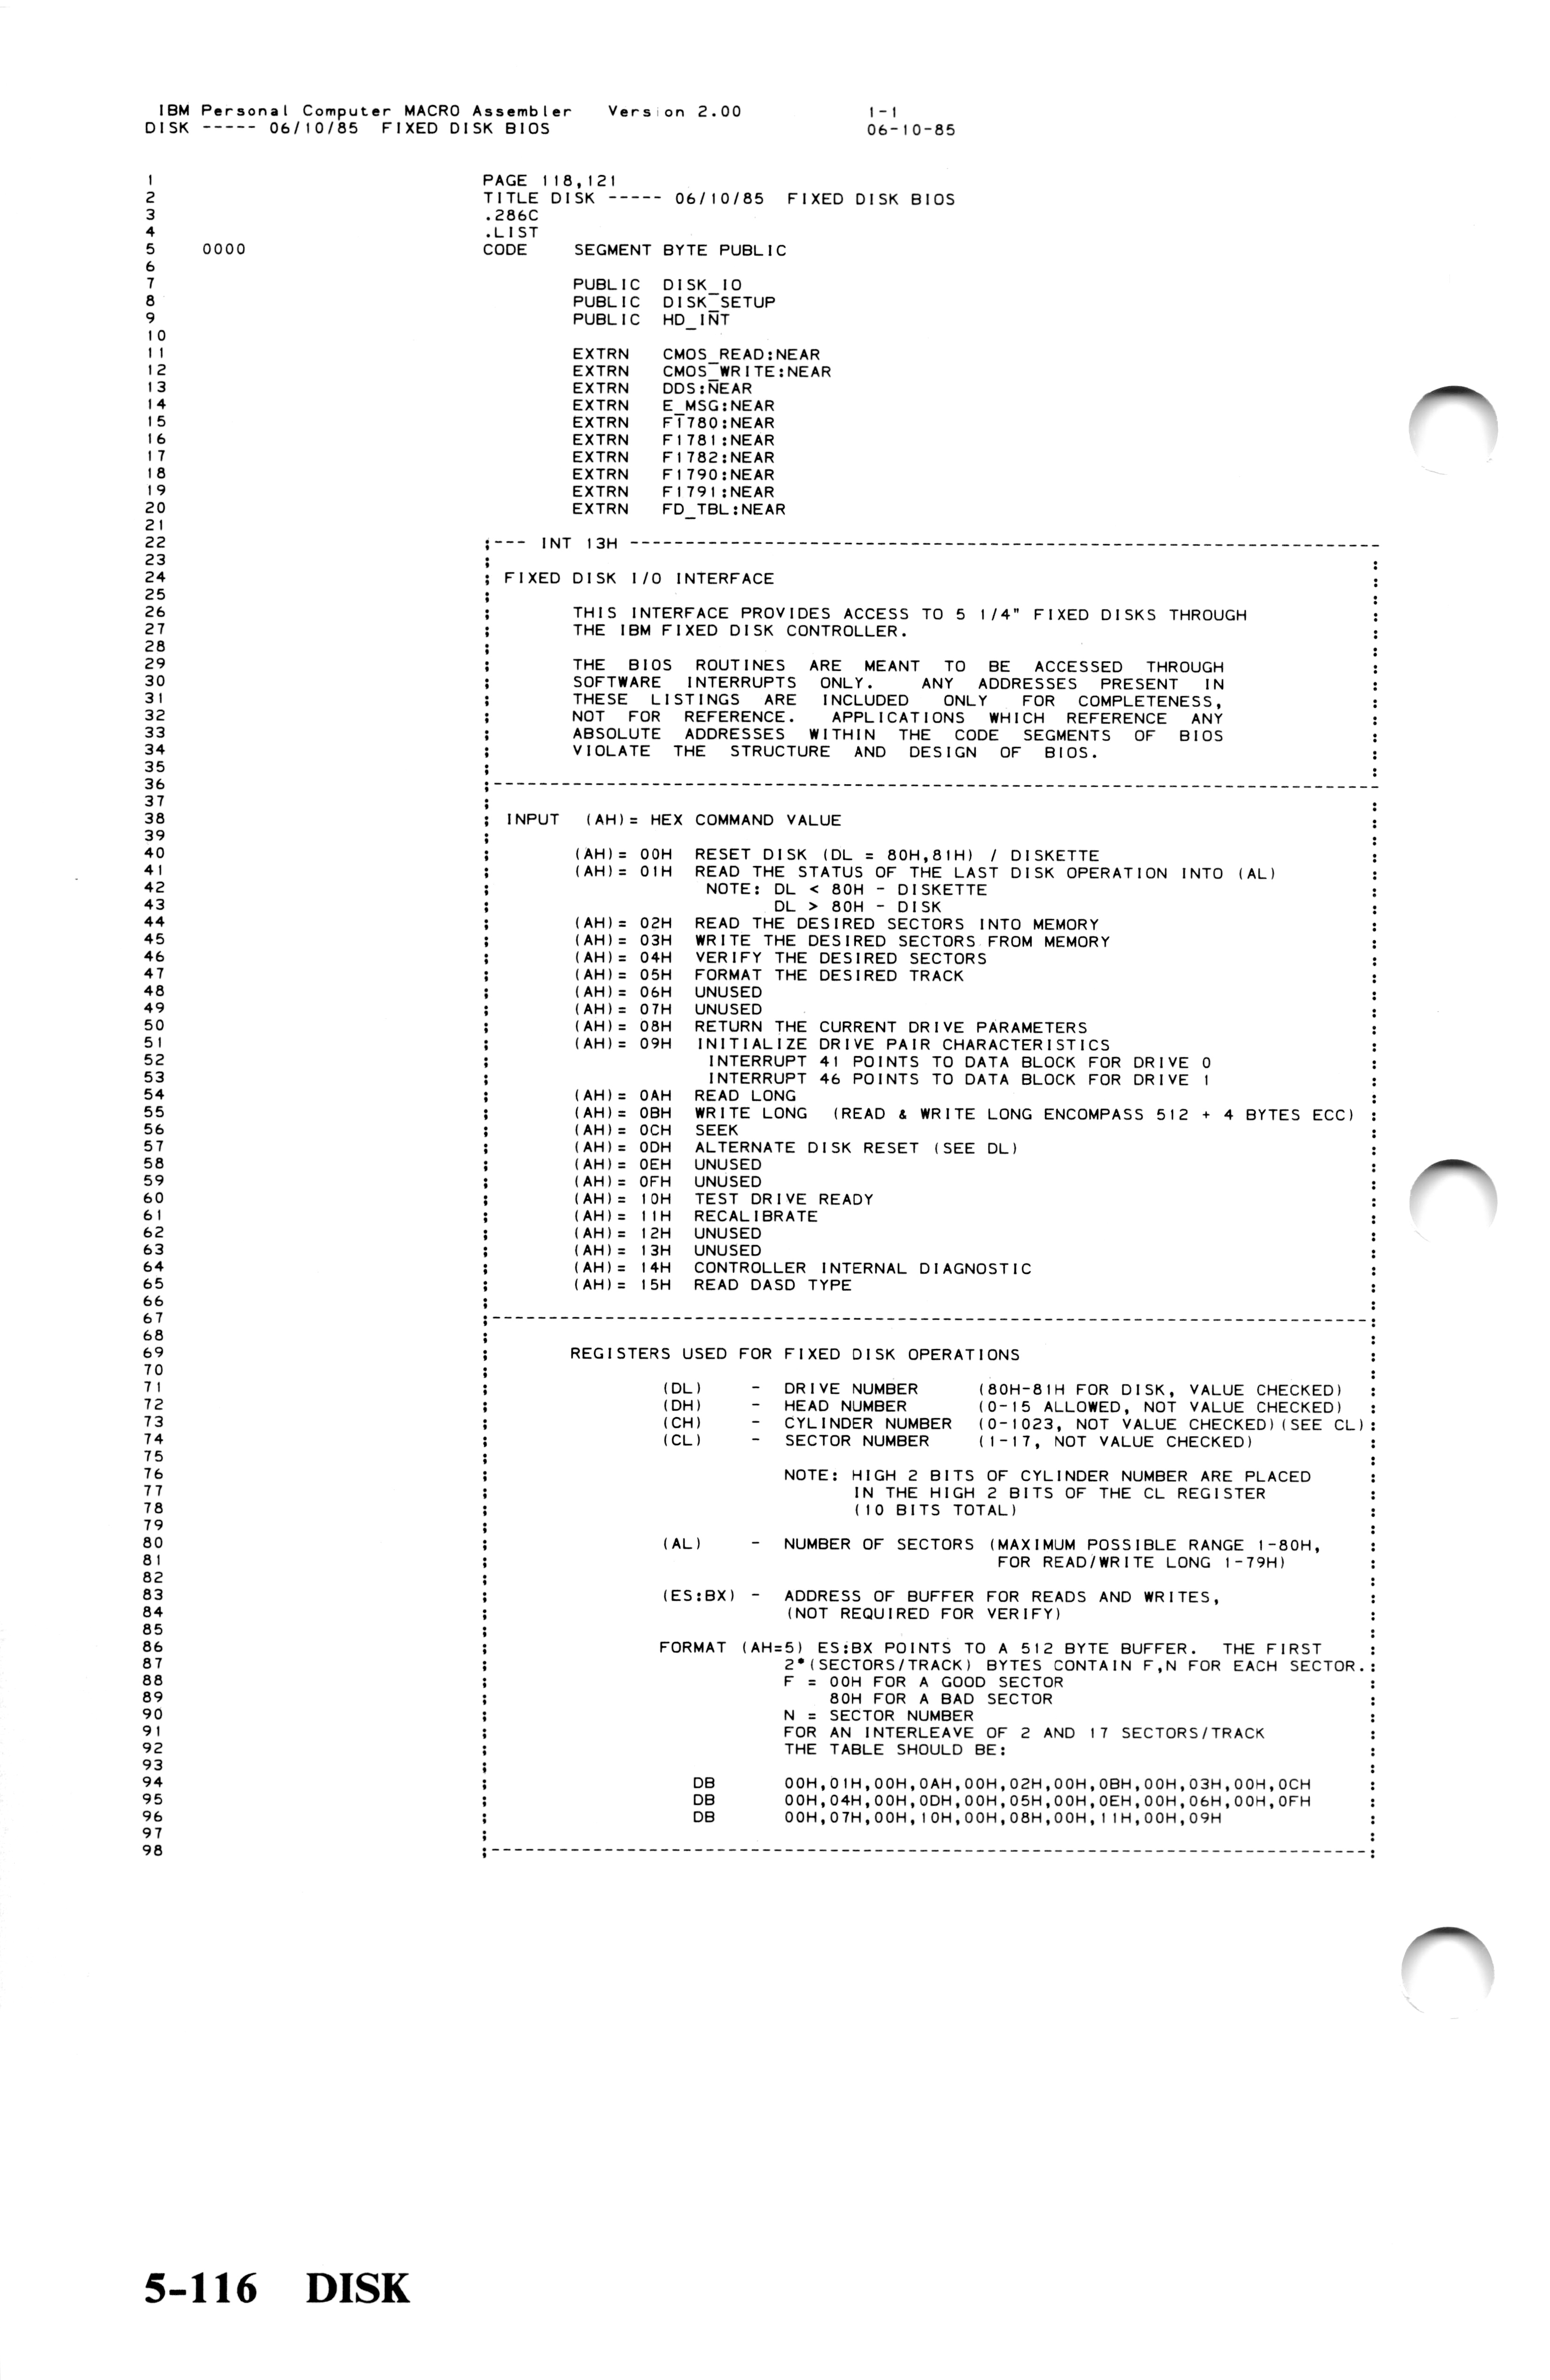 IBM Personal Computer MACRO Assembler   Version 2.00          1-1
DISK ----- 06/10/85  FIXED DISK BIOS                          06-10-85
1                    PAGE 118,121
2                    TITLE DISK ----- 06/10/85  FIXED DISK BIOS
3                    .286C
4                    .LIST
5    0000            CODE    SEGMENT BYTE PUBLIC
6
7                            PUBLIC  DISK_IO
8                            PUBLIC  DISK_SETUP
9                            PUBLIC  HD_INT
10
11                           EXTRN   CMOS_READ:NEAR
12                           EXTRN   CMOS_WRITE:NEAR
13                           EXTRN   DDS:NEAR
14                           EXTRN   E_MSG:NEAR
15                           EXTRN   F1780:NEAR
16                           EXTRN   F1781:NEAR
17                           EXTRN   F1782:NEAR
18                           EXTRN   F1790:NEAR
19                           EXTRN   F1791:NEAR
20                           EXTRN   FD_TBL:NEAR
21
22                   ;--- INT 13H -------------------------------------------------------------------
23                   ;                                                                              :
24                   ; FIXED DISK I/O INTERFACE                                                     :
25                   ;                                                                              :
26                   ;       THIS INTERFACE PROVIDES ACCESS TO 5 1/4" FIXED DISKS THROUGH           :
27                   ;       THE IBM FIXED DISK CONTROLLER.                                         :
28                   ;                                                                              :
29                   ;       THE  BIOS  ROUTINES  ARE  MEANT  TO  BE  ACCESSED  THROUGH             :
30                   ;       SOFTWARE  INTERRUPTS  ONLY.    ANY  ADDRESSES  PRESENT  IN             :
31                   ;       THESE  LISTINGS  ARE  INCLUDED   ONLY   FOR  COMPLETENESS,             :
32                   ;       NOT  FOR  REFERENCE.   APPLICATIONS  WHICH  REFERENCE  ANY             :
33                   ;       ABSOLUTE  ADDRESSES  WITHIN  THE  CODE  SEGMENTS  OF  BIOS             :
34                   ;       VIOLATE  THE  STRUCTURE  AND  DESIGN  OF  BIOS.                        :
35                   ;                                                                              :
36                   ;-------------------------------------------------------------------------------
37                   ;                                                                              :
38                   ; INPUT  (AH)= HEX COMMAND VALUE                                               :
39                   ;                                                                              :
40                   ;       (AH)= 00H  RESET DISK (DL = 80H,81H) / DISKETTE                        :
41                   ;       (AH)= 01H  READ THE STATUS OF THE LAST DISK OPERATION INTO (AL)        :
42                   ;                   NOTE: DL < 80H - DISKETTE                                  :
43                   ;                         DL > 80H - DISK                                      :
44                   ;       (AH)= 02H  READ THE DESIRED SECTORS INTO MEMORY                        :
45                   ;       (AH)= 03H  WRITE THE DESIRED SECTORS FROM MEMORY                       :
46                   ;       (AH)= 04H  VERIFY THE DESIRED SECTORS                                  :
47                   ;       (AH)= 05H  FORMAT THE DESIRED TRACK                                    :
48                   ;       (AH)= 06H  UNUSED                                                      :
49                   ;       (AH)= 07H  UNUSED                                                      :
50                   ;       (AH)= 08H  RETURN THE CURRENT DRIVE PARAMETERS                         :
51                   ;       (AH)= 09H  INITIALIZE DRIVE PAIR CHARACTERISTICS                       :
52                   ;                   INTERRUPT 41 POINTS TO DATA BLOCK FOR DRIVE 0              :
53                   ;                   INTERRUPT 46 POINTS TO DATA BLOCK FOR DRIVE 1              :
54                   ;       (AH)= 0AH  READ LONG                                                   :
55                   ;       (AH)= 0BH  WRITE LONG  (READ & WRITE LONG ENCOMPASS 512 + 4 BYTES ECC) :
56                   ;       (AH)= 0CH  SEEK                                                        :
57                   ;       (AH)= 0DH  ALTERNATE DISK RESET (SEE DL)                               :
58                   ;       (AH)= 0EH  UNUSED                                                      :
59                   ;       (AH)= 0FH  UNUSED                                                      :
60                   ;       (AH)= 10H  TEST DRIVE READY                                            :
61                   ;       (AH)= 11H  RECALIBRATE                                                 :
62                   ;       (AH)= 12H  UNUSED                                                      :
63                   ;       (AH)= 13H  UNUSED                                                      :
64                   ;       (AH)= 14H  CONTROLLER INTERNAL DIAGNOSTIC                              :
65                   ;       (AH)= 15H  READ DASD TYPE                                              :
66                   ;                                                                              :
67                   ;------------------------------------------------------------------------------:
68                   ;                                                                              :
69                   ;       REGISTERS USED FOR FIXED DISK OPERATIONS                               :
70                   ;                                                                              :
71                   ;               (DL)    -  DRIVE NUMBER     (80H-81H FOR DISK, VALUE CHECKED)  :
72                   ;               (DH)    -  HEAD NUMBER      (0-15 ALLOWED, NOT VALUE CHECKED)  :
73                   ;               (CH)    -  CYLINDER NUMBER  (0-1023, NOT VALUE CHECKED)(SEE CL):
74                   ;               (CL)    -  SECTOR NUMBER    (1-17, NOT VALUE CHECKED)          :
75                   ;                                                                              :
76                   ;                          NOTE: HIGH 2 BITS OF CYLINDER NUMBER ARE PLACED     :
77                   ;                                IN THE HIGH 2 BITS OF THE CL REGISTER         :
78                   ;                                (10 BITS TOTAL)                               :
79                   ;                                                                              :
80                   ;               (AL)    -  NUMBER OF SECTORS (MAXIMUM POSSIBLE RANGE 1-80H,    :
81                   ;                                             FOR READ/WRITE LONG 1-79H)       :
82                   ;                                                                              :
83                   ;               (ES:BX) -  ADDRESS OF BUFFER FOR READS AND WRITES,             :
84                   ;                          (NOT REQUIRED FOR VERIFY)                           :
85                   ;                                                                              :
86                   ;               FORMAT (AH=5) ES:BX POINTS TO A 512 BYTE BUFFER.  THE FIRST    :
87                   ;                          2*(SECTORS/TRACK) BYTES CONTAIN F,N FOR EACH SECTOR.:
88                   ;                          F = 00H FOR A GOOD SECTOR                           :
89                   ;                              80H FOR A BAD SECTOR                            :
90                   ;                          N = SECTOR NUMBER                                   :
91                   ;                          FOR AN INTERLEAVE OF 2 AND 17 SECTORS/TRACK         :
92                   ;                          THE TABLE SHOULD BE:                                :
93                   ;                                                                              :
94                   ;                  DB      00H,01H,00H,0AH,00H,02H,00H,0BH,00H,03H,00H,0CH     :
95                   ;                  DB      00H,04H,00H,0DH,00H,05H,00H,0EH,00H,06H,00H,0FH     :
96                   ;                  DB      00H,07H,00H,10H,00H,08H,00H,11H,00H,09H             :
97                   ;                                                                              :
98                   ;------------------------------------------------------------------------------:
5-116   DISK